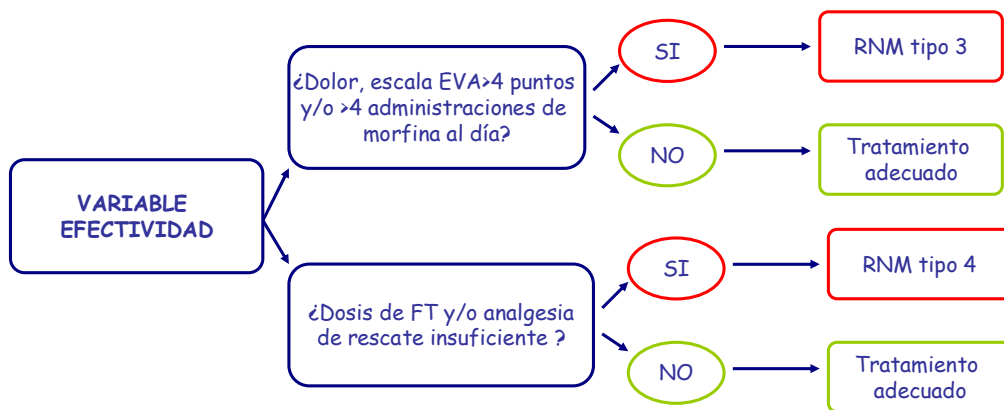 VARIABLE
EFECTIVIDAD
¿Dolor, escala EVA>4 puntos
y/o >4 administraciones de
morfina al día?
SI
RNM tipo 3
NO
Tratamiento
adecuado
¿Dosis de FT y/o analgesia
de rescate insuficiente ?
SI
RNM tipo 4
NO
Tratamiento
adecuado